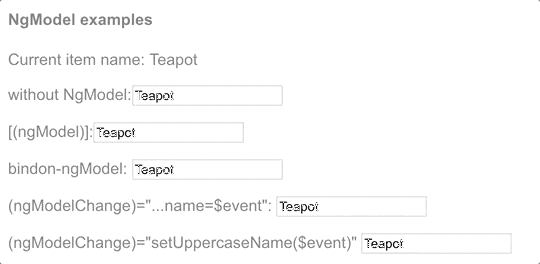 NgModel examples
Current item name: Teapot
without NgModel: Teapot
[(ngModel)]: Teapot
bindon-ngModel: Teapot
(ngModelChange)="...name=$event": Teapot
(ngModelChange)="setUppercaseName($event)" Teapot